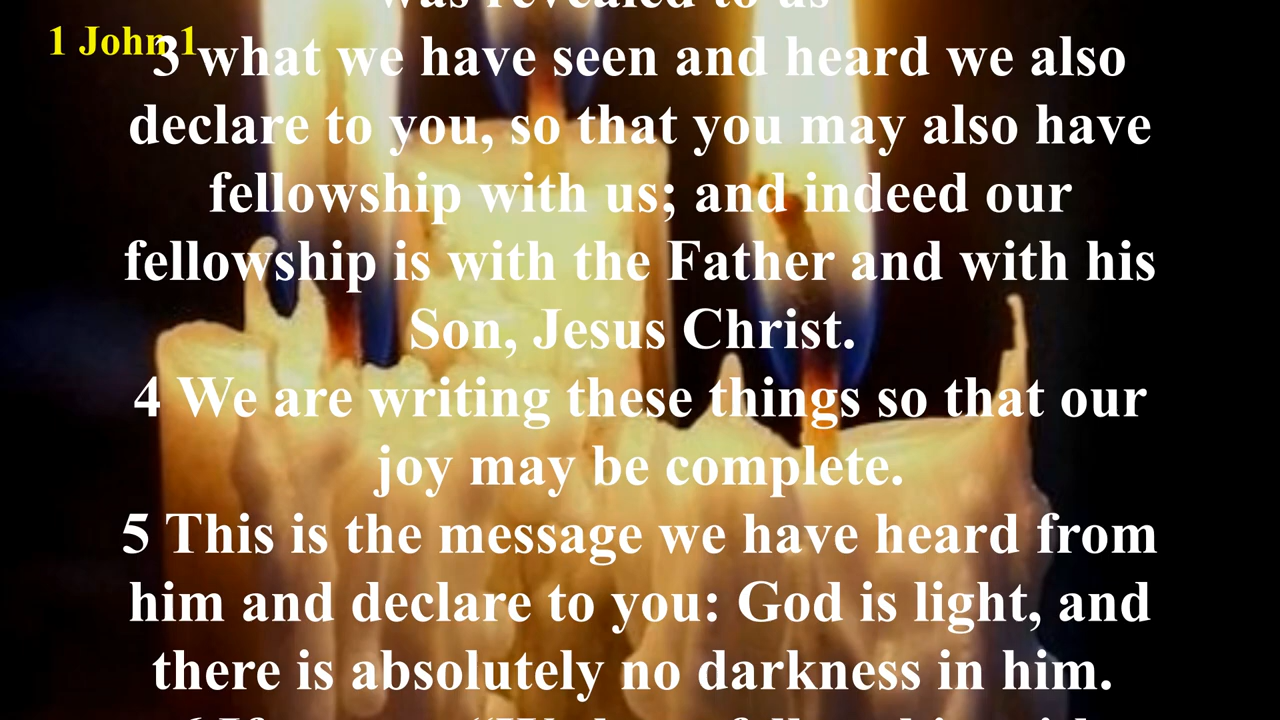 was revealed to us
1 John 1
3 what we have seen and heard we also
declare to you, so that you may also have
fellowship with us; and indeed our
fellowship is with the Father and with his
Son, Jesus Christ.
4 We are writing these things so that our
joy may be complete.
5 This is the message we have heard from
him and declare to you: God is light, and
there is absolutely no darkness in him.